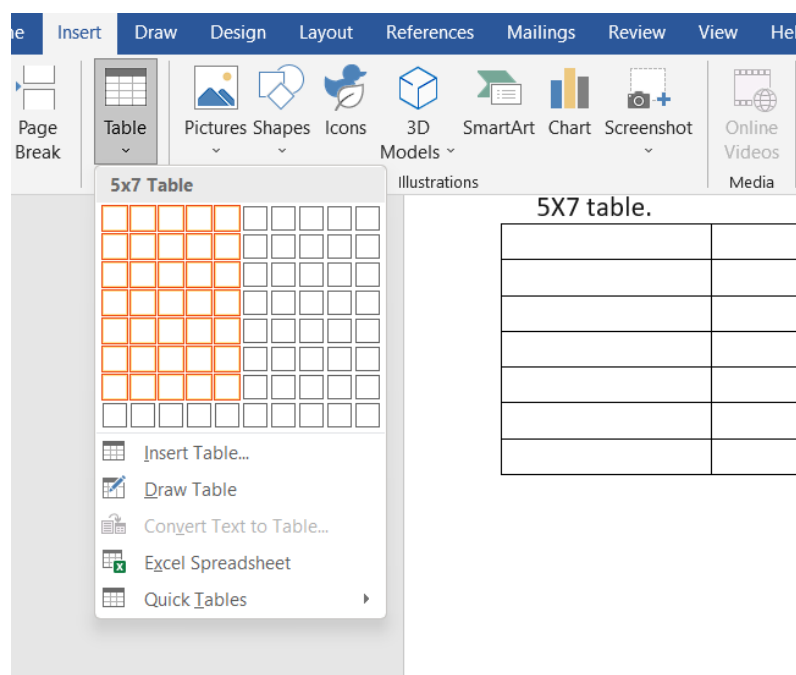 Insert Draw Design Layout References Mailings Review View
Page Break
Table
Pictures Shapes Icons
3D Models
SmartArt Chart Screenshot
Online Videos
Illustrations
Media
5x7 Table
5X7 table.
Insert Table...
Draw Table
Convert Text to Table...
Excel Spreadsheet
Quick Tables